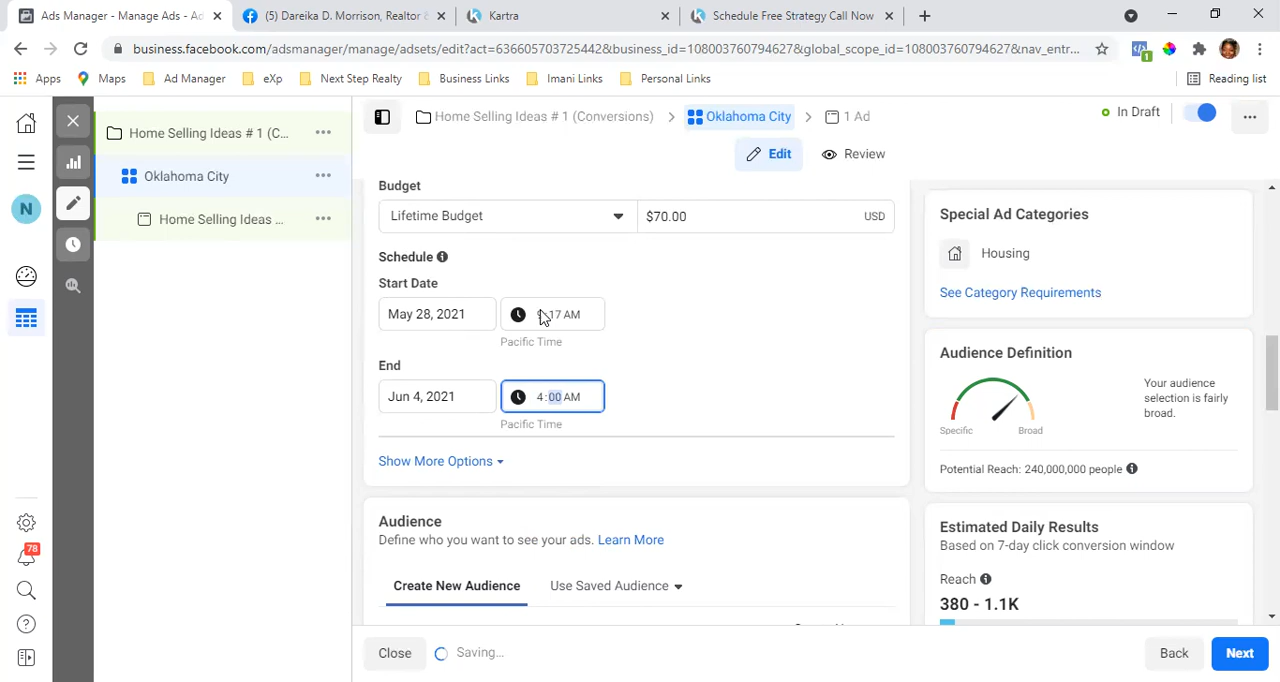 Ads Manager - Manage Ads - Ad
(5) Dareika D. Morrison, Realtor &
Kartra
Schedule Free Strategy Call Now
business.facebook.com/adsmanager/manage/adsets/edit?act=636605703725442&business_id=108003760794627&global_scope_id=108003760794627&nav_entr...
Apps
Maps
Ad Manager
eXp
Next Step Realty
Business Links
Imani Links
Personal Links
Reading list
Home Selling Ideas # 1 (C...
Oklahoma City
Home Selling Ideas ...
N
78
Home Selling Ideas # 1 (Conversions)
Oklahoma City
1 Ad
In Draft
Edit
Review
Budget
Lifetime Budget
$70.00
USD
Schedule
Start Date
May 28, 2021
:17 AM
Pacific Time
End
Jun 4, 2021
4:00 AM
Pacific Time
Show More Options
Audience
Define who you want to see your ads. Learn More
Create New Audience
Use Saved Audience
Close
Saving...
Back
Next
Special Ad Categories
Housing
See Category Requirements
Audience Definition
Your audience
selection is fairly
broad.
Specific
Broad
Potential Reach: 240,000,000 people
Estimated Daily Results
Based on 7-day click conversion window
Reach
380 - 1.1K